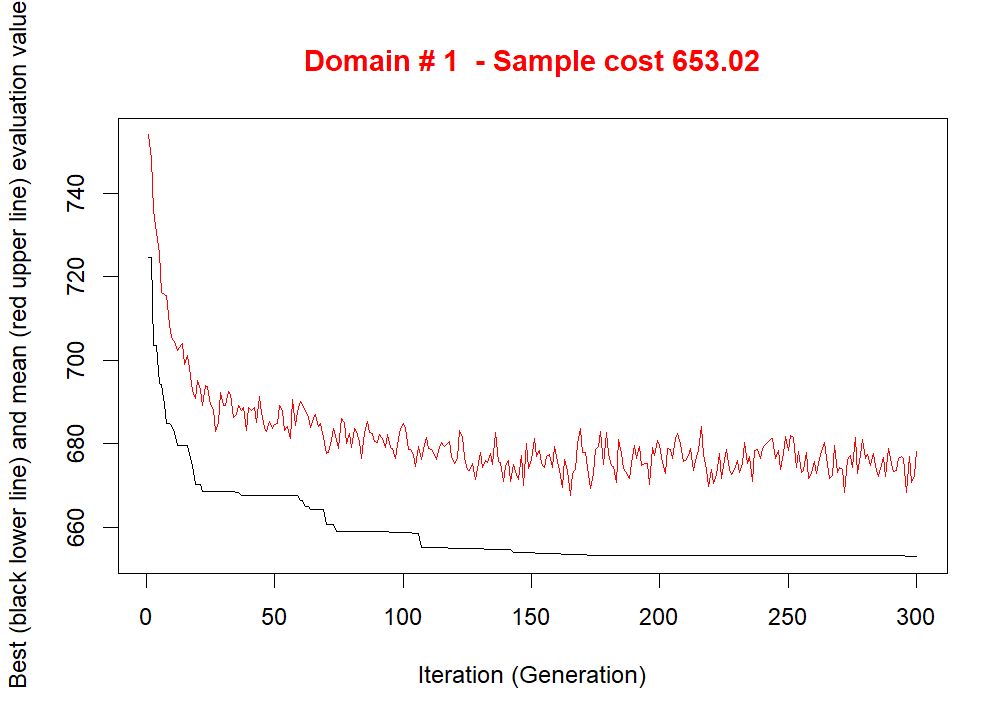 Domain # 1  - Sample cost 653.02
Best (black lower line) and mean (red upper line) evaluation value
740
720
700
680
660
0 50 100 150 200 250 300
Iteration (Generation)